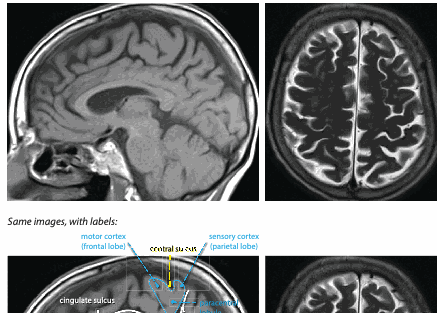 Same images, with labels:
motor cortex
(frontal lobe)
sensory cortex
(parietal lobe)
central sulcus
cingulate sulcus